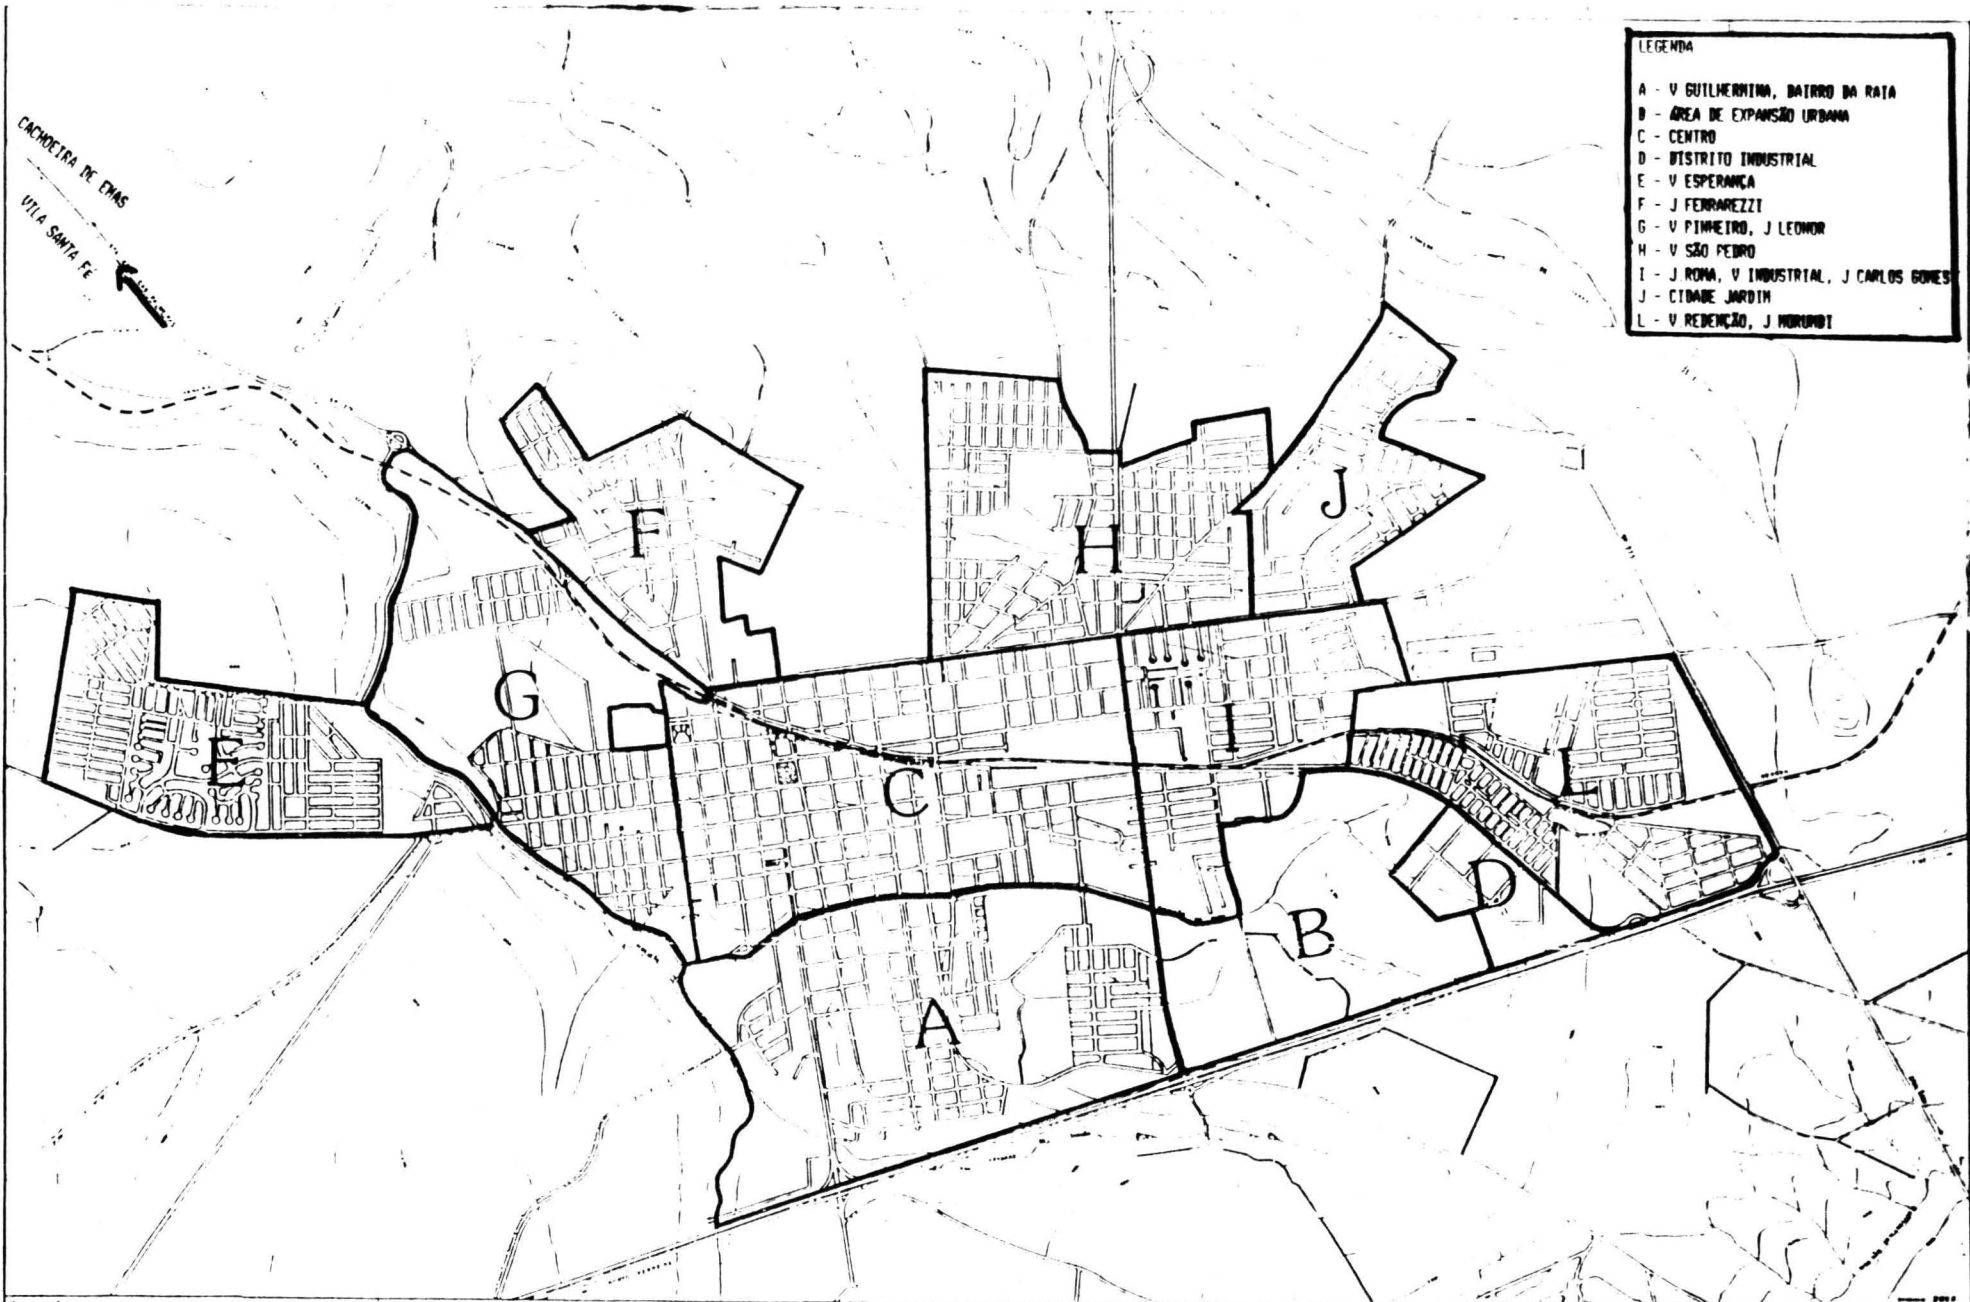 LEGENDA
A - V GUILHERMINA, BAIRRO DA RAIA
B - ÁREA DE EXPANSÃO URBANA
C - CENTRO
D - DISTRITO INDUSTRIAL
E - V ESPERANÇA
F - J FERRAREZZI
G - V PINHEIRO, J LEONOR
H - V SÃO PEDRO
I - J ROMA, V INDUSTRIAL, J CARLOS GOMES
J - CIDADE JARDIM
L - V REDENÇÃO, J MORUMBI
CACHOEIRA DE EMAS
VILA SANTA FÉ
F
H
J
G
E
I
C
L
D
B
A